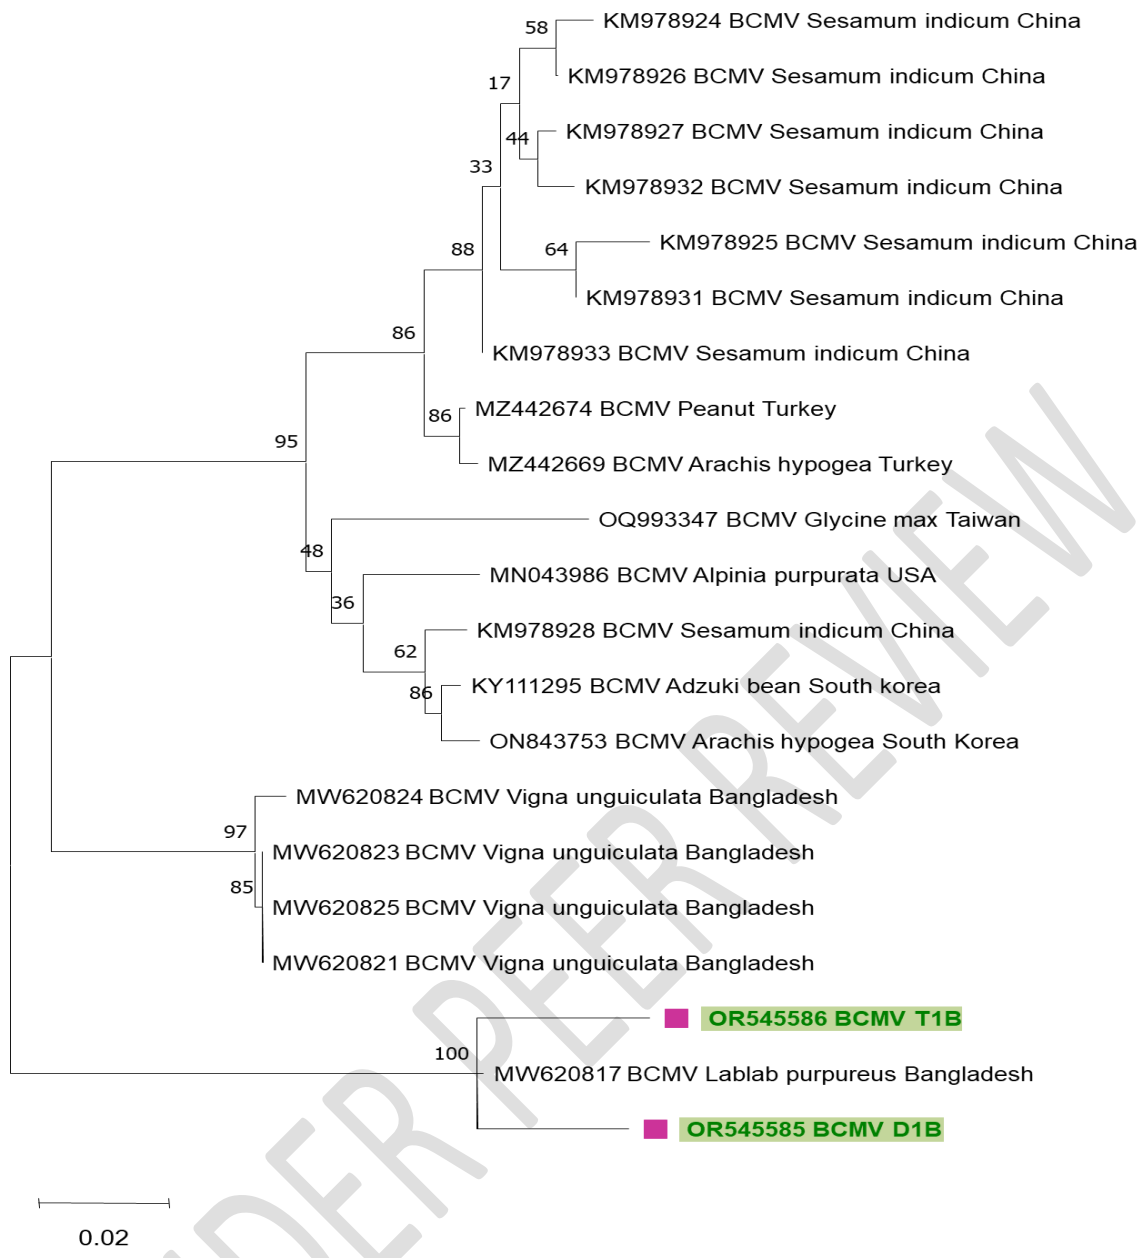 58
KM978924 BCMV Sesamum indicum China
KM978926 BCMV Sesamum indicum China
17
KM978927 BCMV Sesamum indicum China
44
33
KM978932 BCMV Sesamum indicum China
KM978925 BCMV Sesamum indicum China
88
64
KM978931 BCMV Sesamum indicum China
86
KM978933 BCMV Sesamum indicum China
MZ442674 BCMV Peanut Turkey
86
95
MZ442669 BCMV Arachis hypogea Turkey
OQ993347 BCMV Glycine max Taiwan
48
MN043986 BCMV Alpinia purpurata USA
36
KM978928 BCMV Sesamum indicum China
62
KY111295 BCMV Adzuki bean South korea
86
ON843753 BCMV Arachis hypogea South Korea
MW620824 BCMV Vigna unguiculata Bangladesh
97
MW620823 BCMV Vigna unguiculata Bangladesh
85
MW620825 BCMV Vigna unguiculata Bangladesh
MW620821 BCMV Vigna unguiculata Bangladesh
OR545586 BCMV T1B
100
MW620817 BCMV Lablab purpureus Bangladesh
OR545585 BCMV D1B
0.02
PEER REVIEW